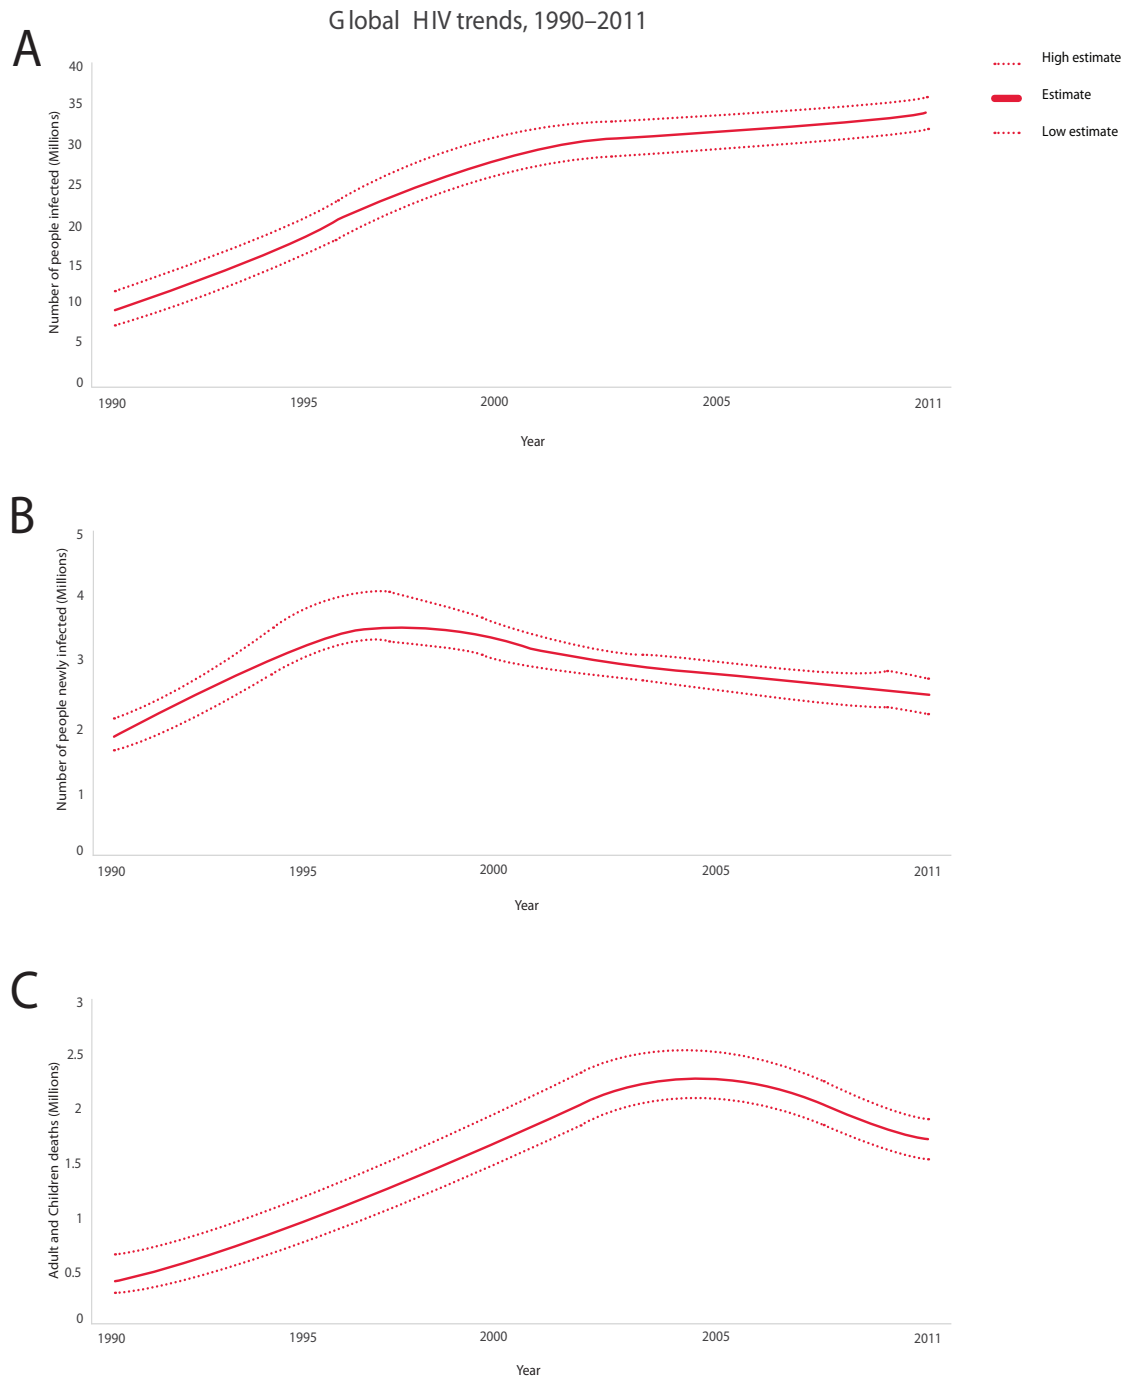 Global HIV trends, 1990–2011
High estimate
Estimate
Low estimate
A
Number of people infected (Millions)
40
35
30
25
20
15
10
5
0
1990 1995 2000 2005 2011
Year
B
Number of people newly infected (Millions)
5
4
3
2
1
0
1990 1995 2000 2005 2011
Year
C
Adult and Children deaths (Millions)
3
2.5
2
1.5
1
0.5
0
1990 1995 2000 2005 2011
Year